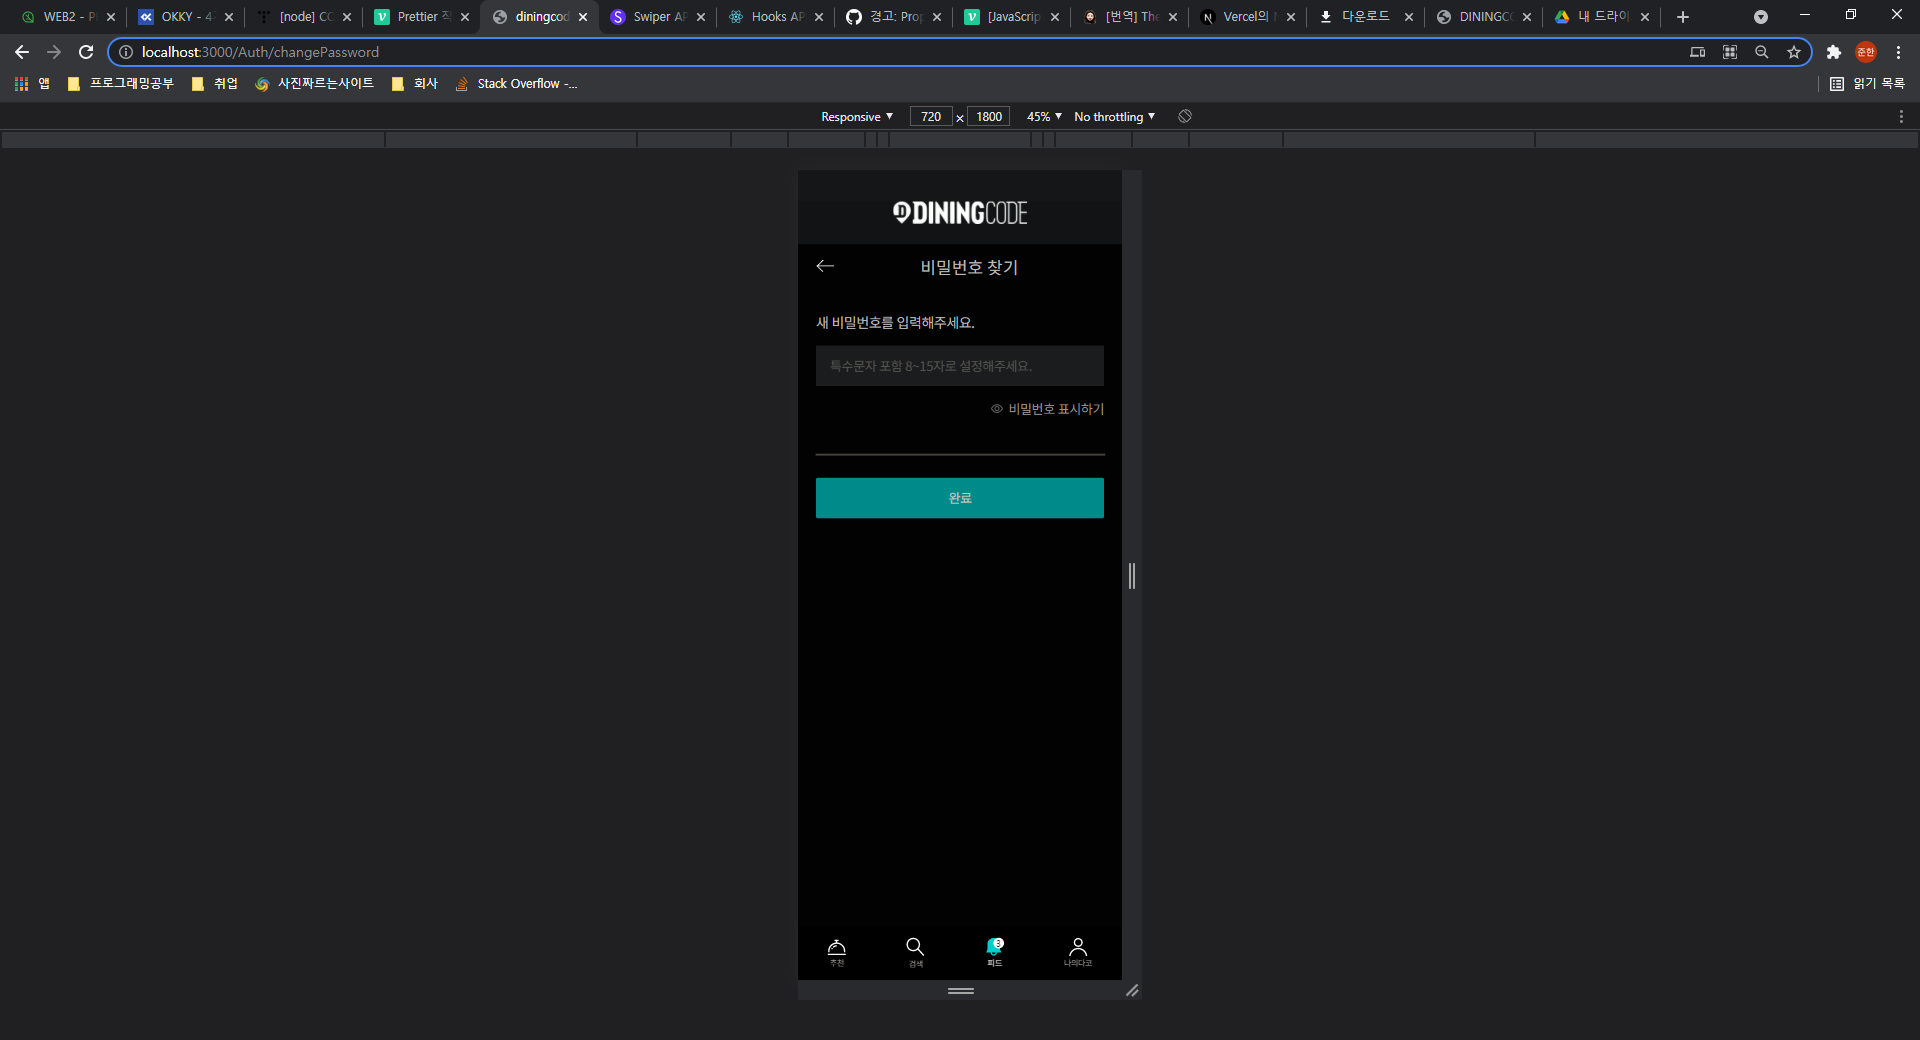 WEB2 - P
OKKY - 4
[node] CC
Prettier 적
diningcod
Swiper AP
Hooks AP
경고: Prop
[JavaScrip
[번역] The
Vercel의 N
다운로드
DININGCO
내 드라이
localhost:3000/Auth/changePassword
준한
앱
프로그래밍공부
취업
사진짜르는사이트
회사
Stack Overflow -...
읽기 목록
Responsive ▼ 720 × 1800 45% ▼ No throttling ▼
DININGCODE
비밀번호 찾기
새 비밀번호를 입력해주세요.
특수문자 포함 8~15자로 설정해주세요.
비밀번호 표시하기
완료
추천
검색
피드
나의다코